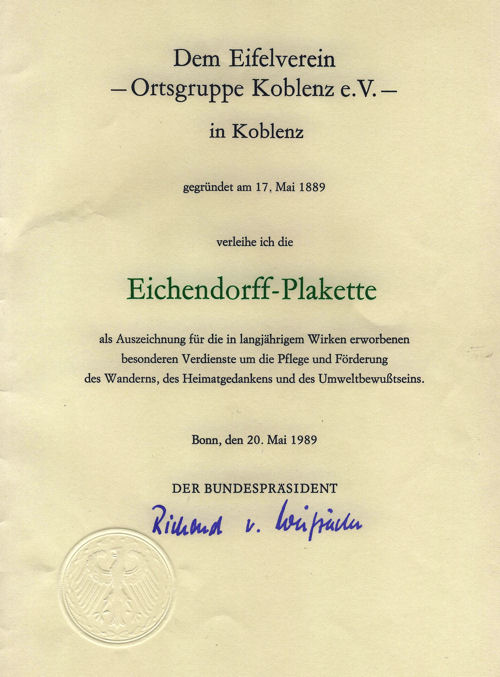 Dem Eifelverein
– Ortsgruppe Koblenz e.V. –
in Koblenz
gegründet am 17. Mai 1889
verleihe ich die
Eichendorff-Plakette
als Auszeichnung für die in langjährigem Wirken erworbenen
besonderen Verdienste um die Pflege und Förderung
des Wanderns, des Heimatgedankens und des Umweltbewußtseins.
Bonn, den 20. Mai 1989
DER BUNDESPRÄSIDENT
Richard v. Weizsäcker